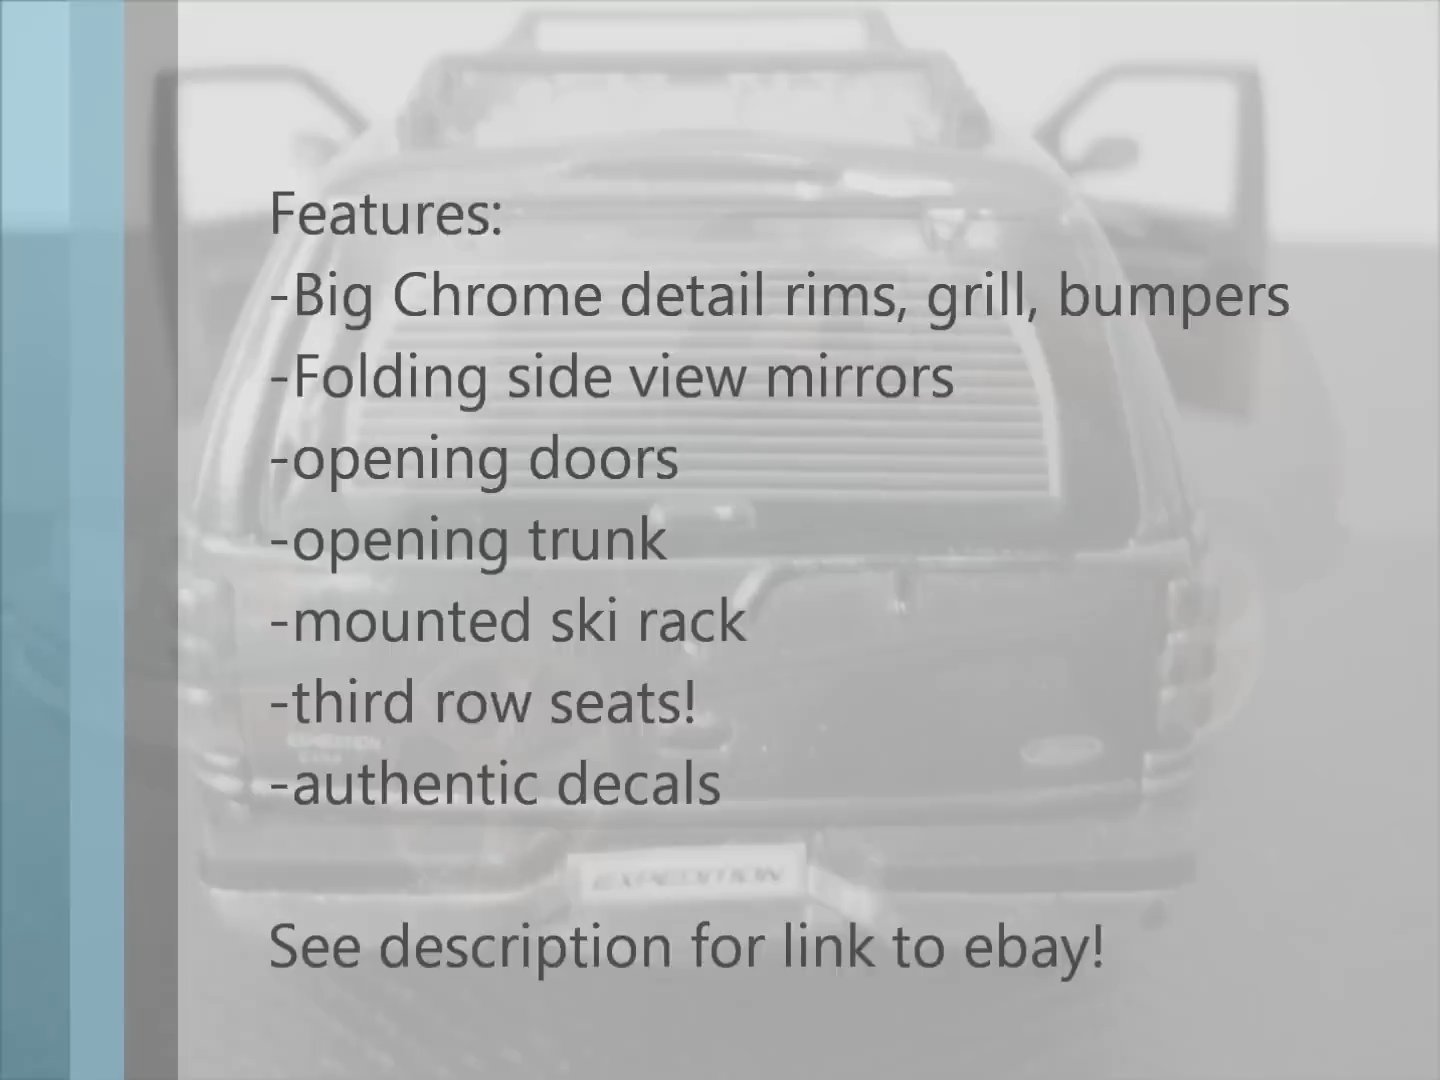 Features:
-Big Chrome detail rims, grill, bumpers
-Folding side view mirrors
-opening doors
-opening trunk
-mounted ski rack
-third row seats!
-authentic decals
EXPEDITION
See description for link to ebay!